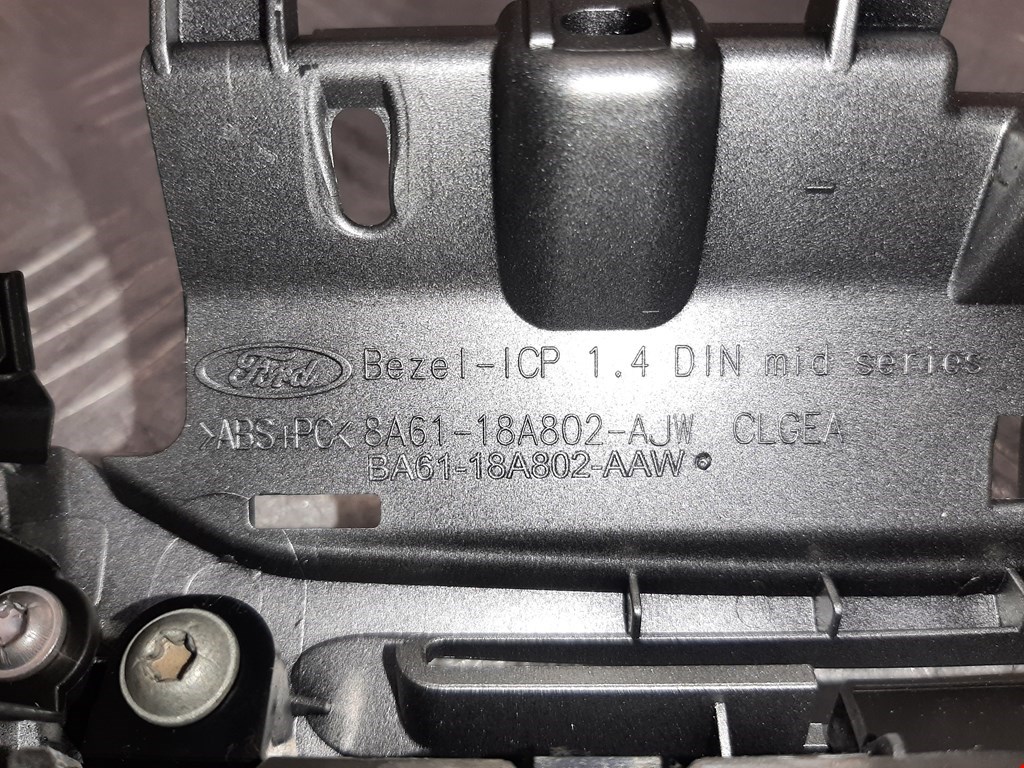 Ford Bezel-ICP 1.4 DIN mid series
>ABS+PC< 8A61-18A802-AJW CLGEA
BA61-18A802-AAW